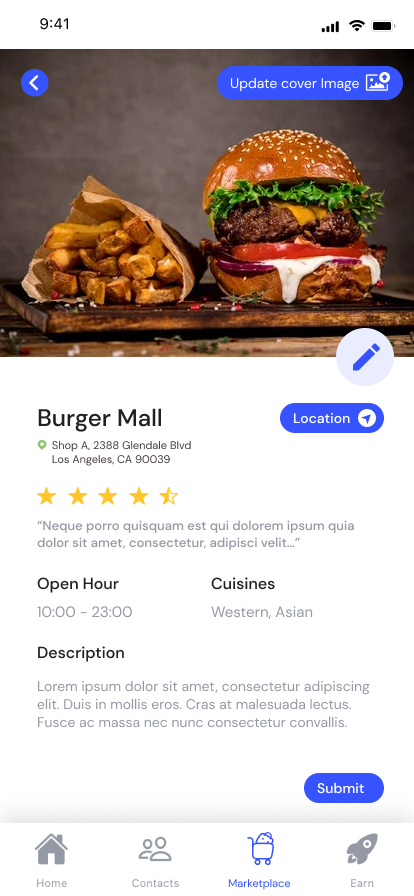 9:41
Update cover Image
Burger Mall
Location
Shop A, 2388 Glendale Blvd
Los Angeles, CA 90039
“Neque porro quisquam est qui dolorem ipsum quia
dolor sit amet, consectetur, adipisci velit...”
Open Hour
Cuisines
10:00 - 23:00
Western, Asian
Description
Lorem ipsum dolor sit amet, consectetur adipiscing
elit. Duis in mollis eros. Cras at malesuada lectus.
Fusce ac massa nec nunc consectetur convallis.
Submit
Home
Contacts
Marketplace
Earn